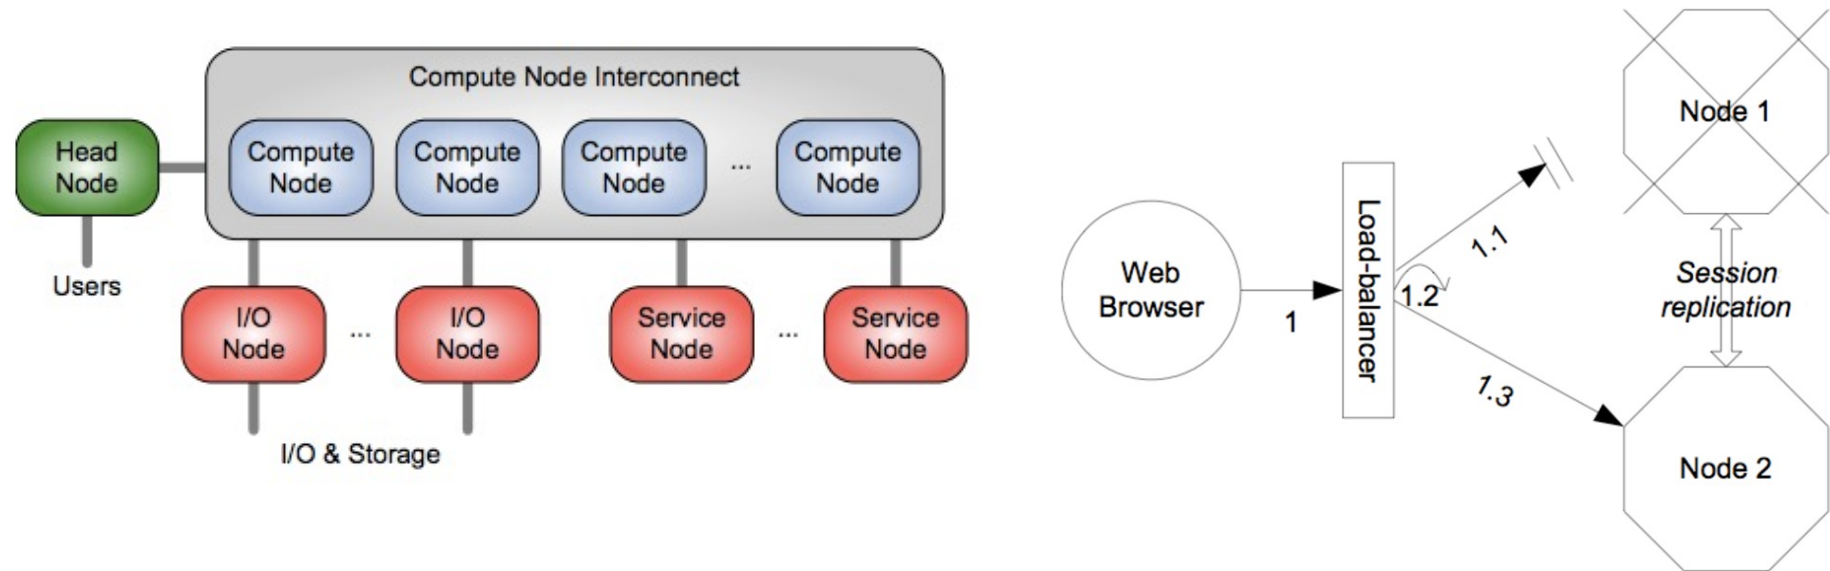 Compute Node Interconnect
Head
Node
Compute
Node
Compute
Node
Compute
Node
...
Compute
Node
Users
I/O
Node
...
I/O
Node
Service
Node
...
Service
Node
I/O & Storage
Web
Browser
1
Load-balancer
1.1
1.2
1.3
Node 1
Session
replication
Node 2